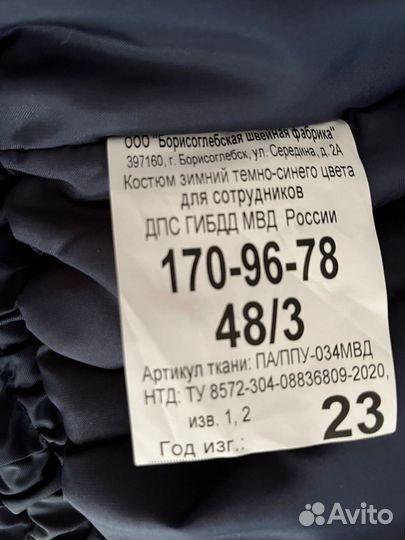 ООО "Борисоглебская швейная фабрика"
397160, г. Борисоглебск, ул. Середина, д. 2А
Костюм зимний темно-синего цвета
для сотрудников
ДПС ГИБДД МВД России
170-96-78
48/3
Артикул ткани: ПА/ППУ-034МВД
НТД: ТУ 8572-304-08836809-2020,
изв. 1, 2
Год изг.: 23
Avito